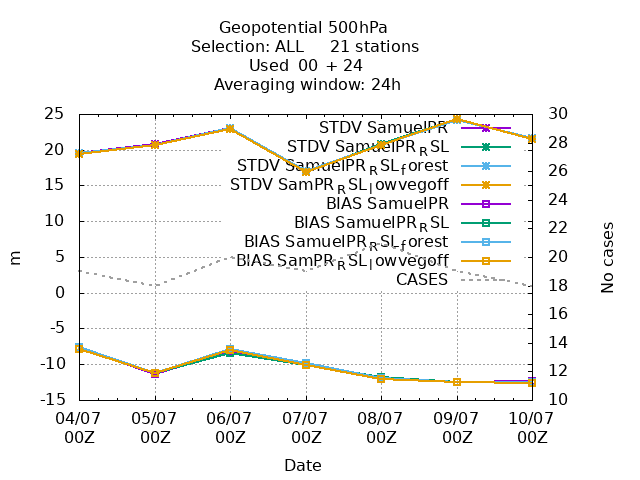 Geopotential 500hPa
Selection: ALL 21 stations
Used 00 + 24
Averaging window: 24h
25 30
STDV SamuelPR
20 28
STDV SamuelPR_RSL
STDV SamuelPR_RSL_forest
15 26
STDV SamPR_RSL_lowvegoff
24
BIAS SamuelPR
10
BIAS SamuelPR_RSL
22
BIAS SamuelPR_RSL_forest
5 20
BIAS SamPR_RSL_lowvegoff
CASES
m
No cases
0 18
16
-5
14
-10 12
-15 10
04/07 05/07 06/07 07/07 08/07 09/07 10/07
00Z 00Z 00Z 00Z 00Z 00Z 00Z
Date